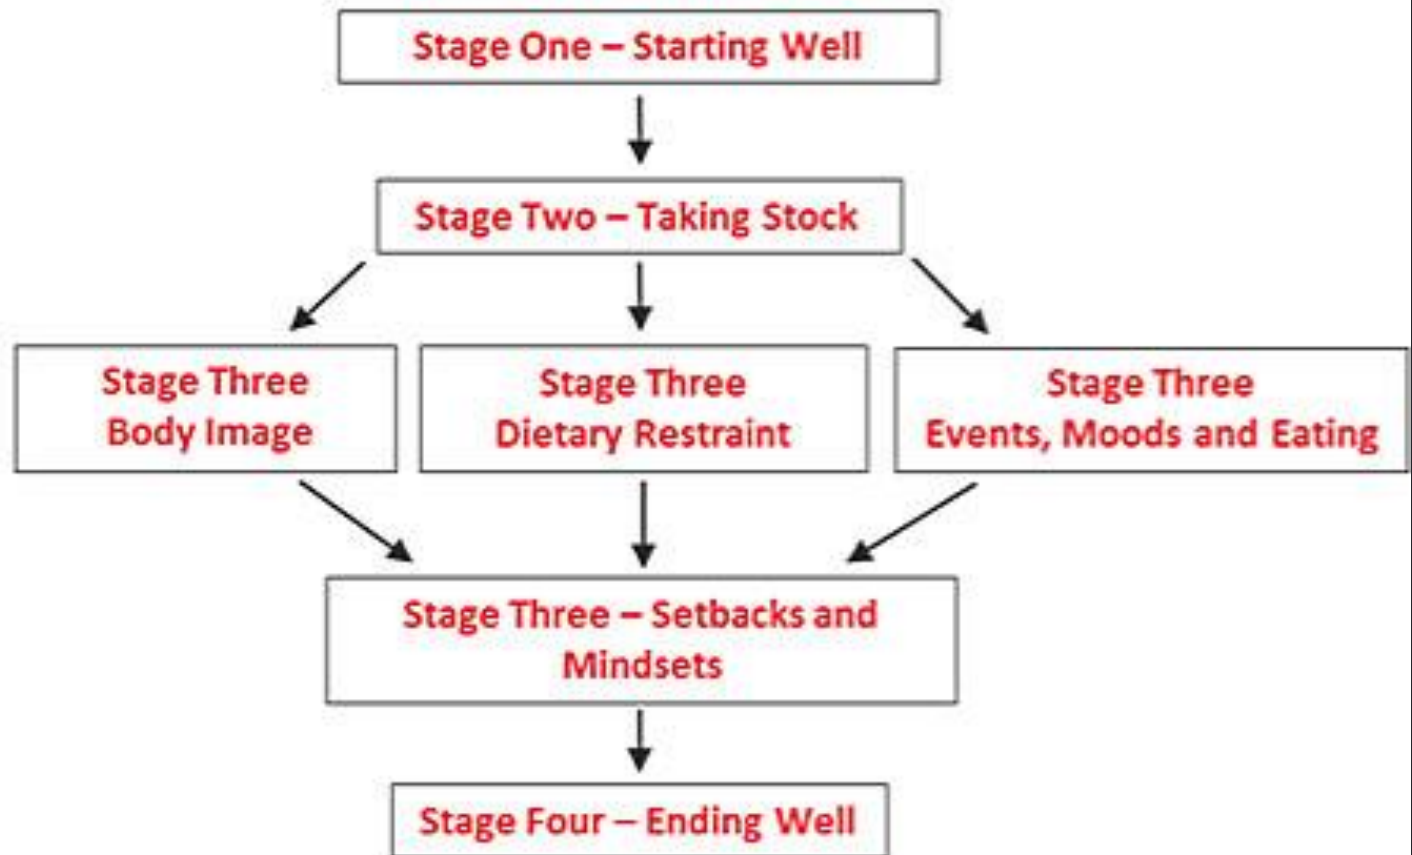 Stage One – Starting Well
Stage Two – Taking Stock
Stage Three
Body Image
Stage Three
Dietary Restraint
Stage Three
Events, Moods and Eating
Stage Three – Setbacks and
Mindsets
Stage Four – Ending Well